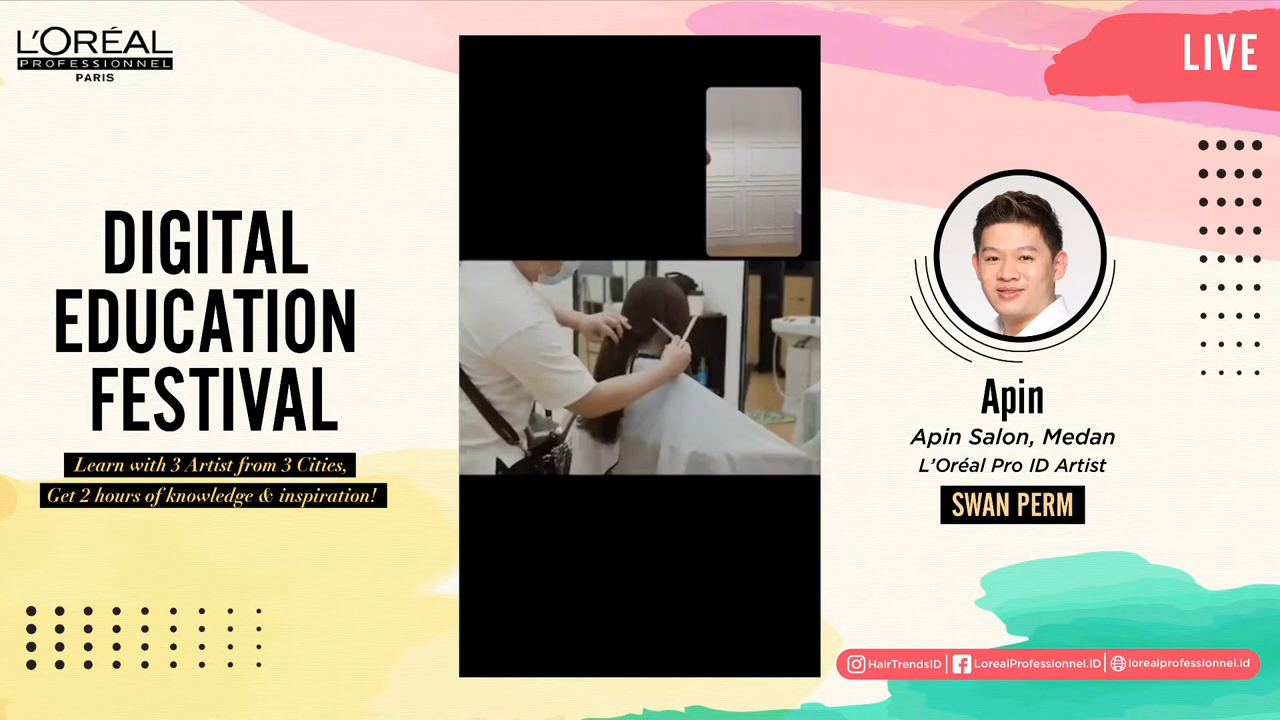 L'ORÉAL
PROFESSIONNEL
PARIS
LIVE
DIGITAL
EDUCATION
FESTIVAL
Learn with 3 Artist from 3 Cities,
Get 2 hours of knowledge & inspiration!
Apin
Apin Salon, Medan
L'Oréal Pro ID Artist
SWAN PERM
HairTrendsID | LorealProfessionnel.ID | lorealprofessionnel.id